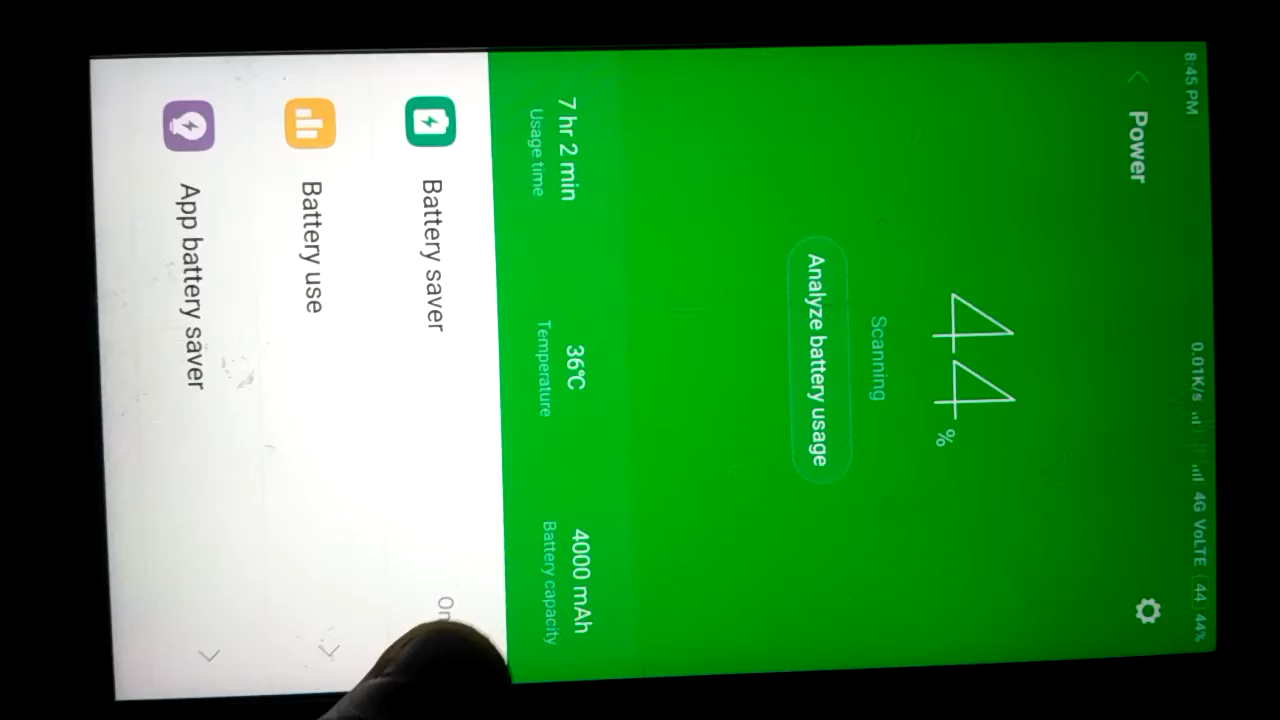 8:45 PM 0.01K/s 4G VoLTE 44 44%
Power
44%
Scanning
Analyze battery usage
7 hr 2 min 36°C 4000 mAh
Usage time Temperature Battery capacity
Battery saver On
Battery use
App battery saver